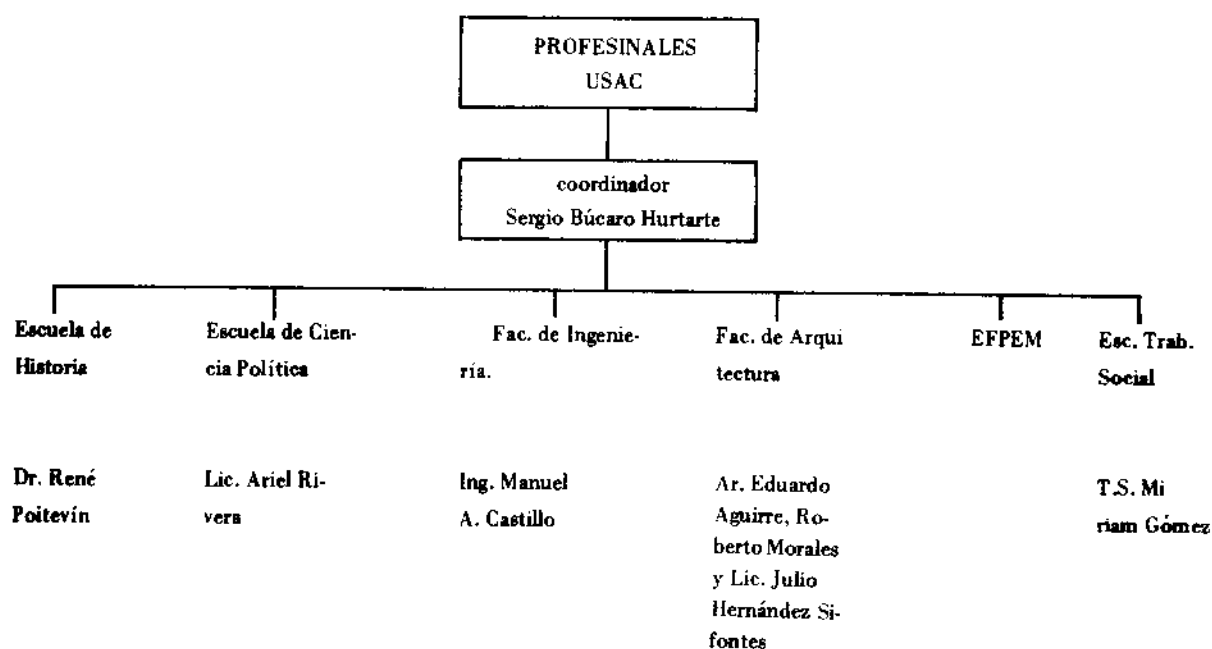 PROFESINALES
USAC
coordinador
Sergio Búcaro Hurtarte
Escuela de
Historia
Escuela de Cien-
cia Política
Fac. de Ingenie-
ría.
Fac. de Arqui
tectura
EFPEM
Esc. Trab.
Social
Dr. René
Poitevín
Lic. Ariel Ri-
vera
Ing. Manuel
A. Castillo
Ar. Eduardo
Aguirre, Ro-
berto Morales
y Lic. Julio
Hernández Si-
fontes
T.S. Mi
riam Gómez